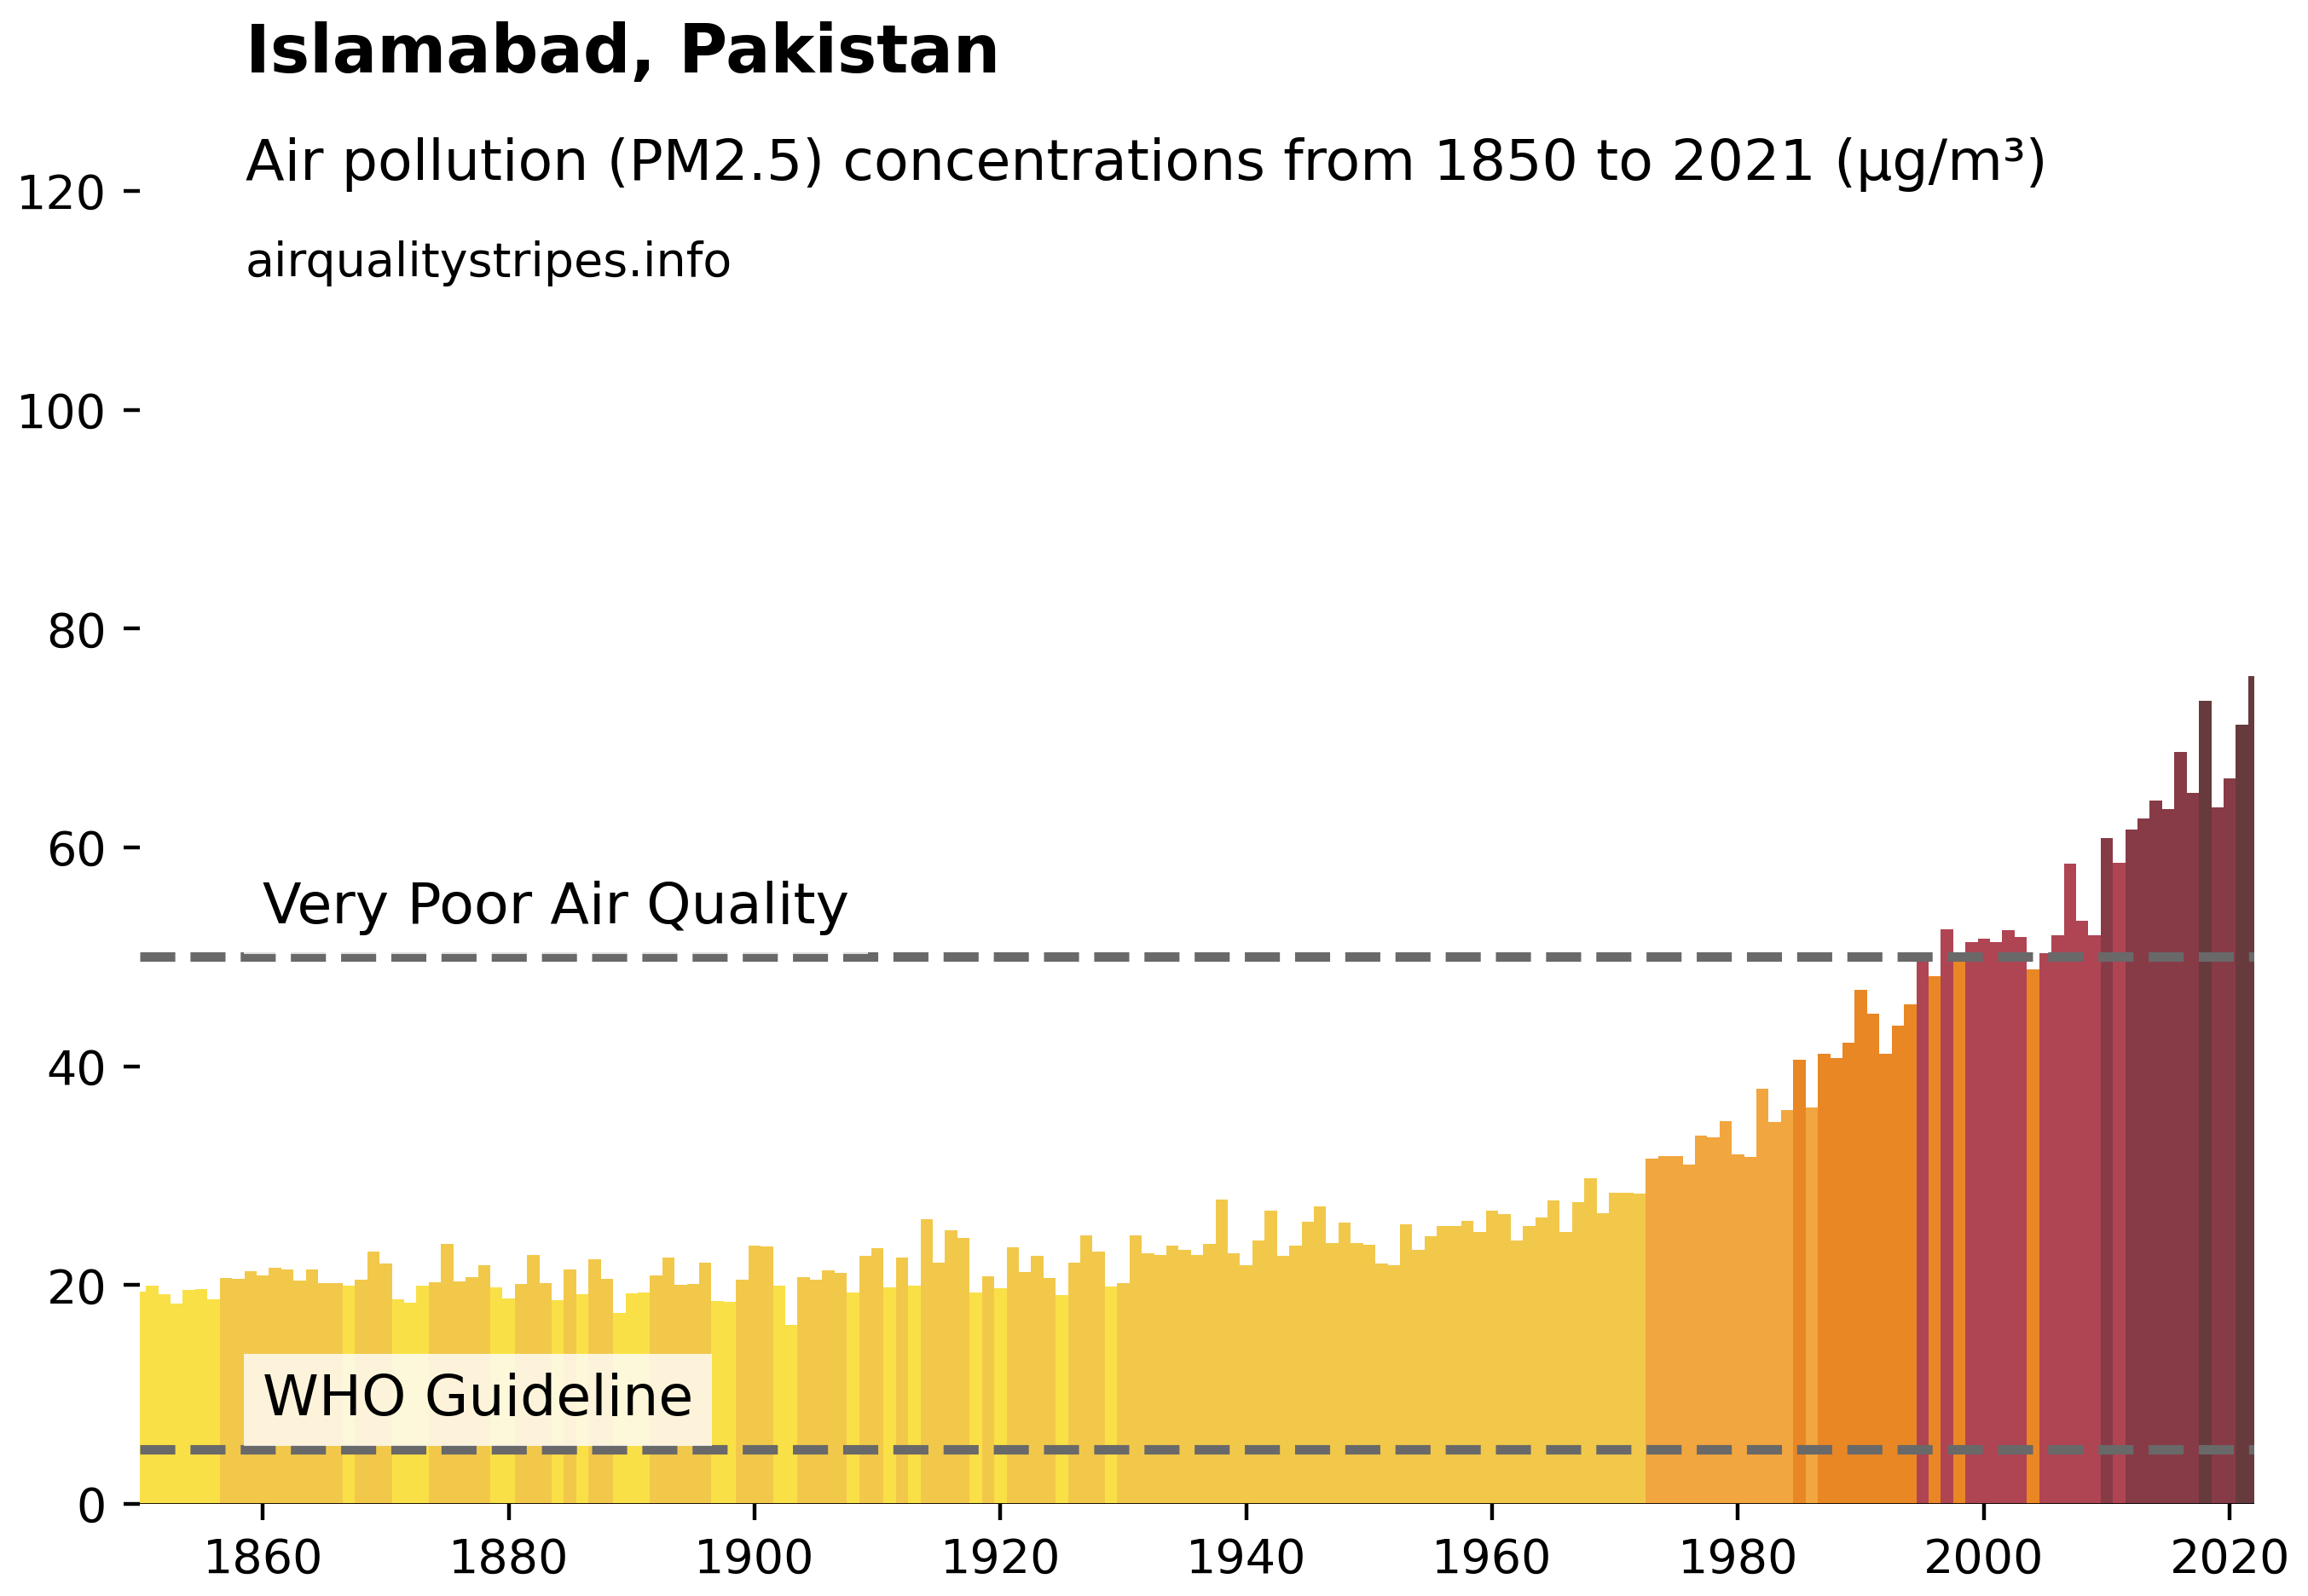 Islamabad, Pakistan
Air pollution (PM2.5) concentrations from 1850 to 2021 (µg/m³)
airqualitystripes.info
120
100
80
60
Very Poor Air Quality
40
20
WHO Guideline
0
1860 1880 1900 1920 1940 1960 1980 2000 2020